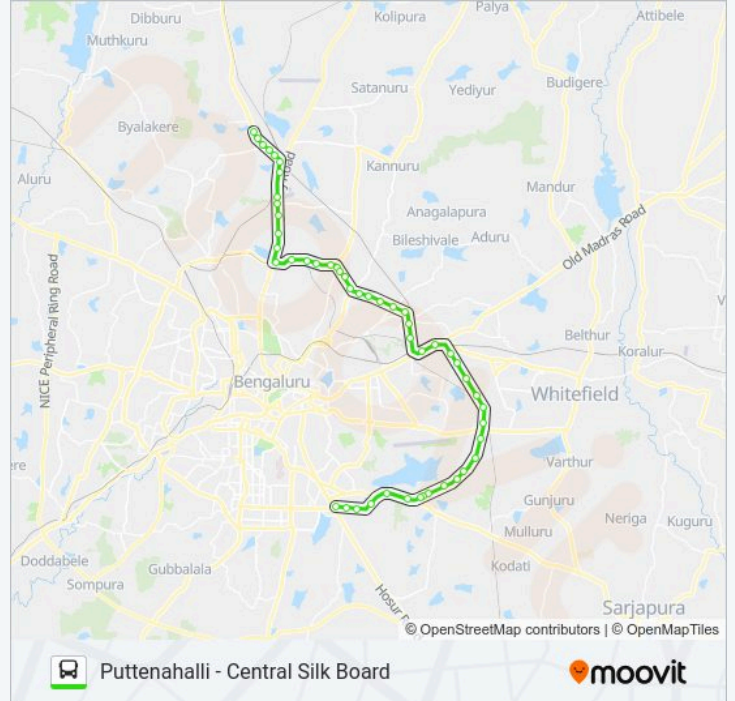 Dibburu
Kolipura
Palya
Attibele
Muthkuru
Satanuru
Yediyur
Budigere
Byalakere
Kannuru
Aluru
Mandur
Anagalapura
Bileshivale
Aduru
Old Madras Road
NICE Peripheral Ring Road
Belthur
Koralur
Bengaluru
Whitefield
Varthur
Gunjuru
Neriga
Kuguru
Mulluru
Kodati
Doddabele
Gubbalala
Sompura
Sarjapura
© OpenStreetMap contributors | © OpenMapTiles
Puttenahalli - Central Silk Board
moovit